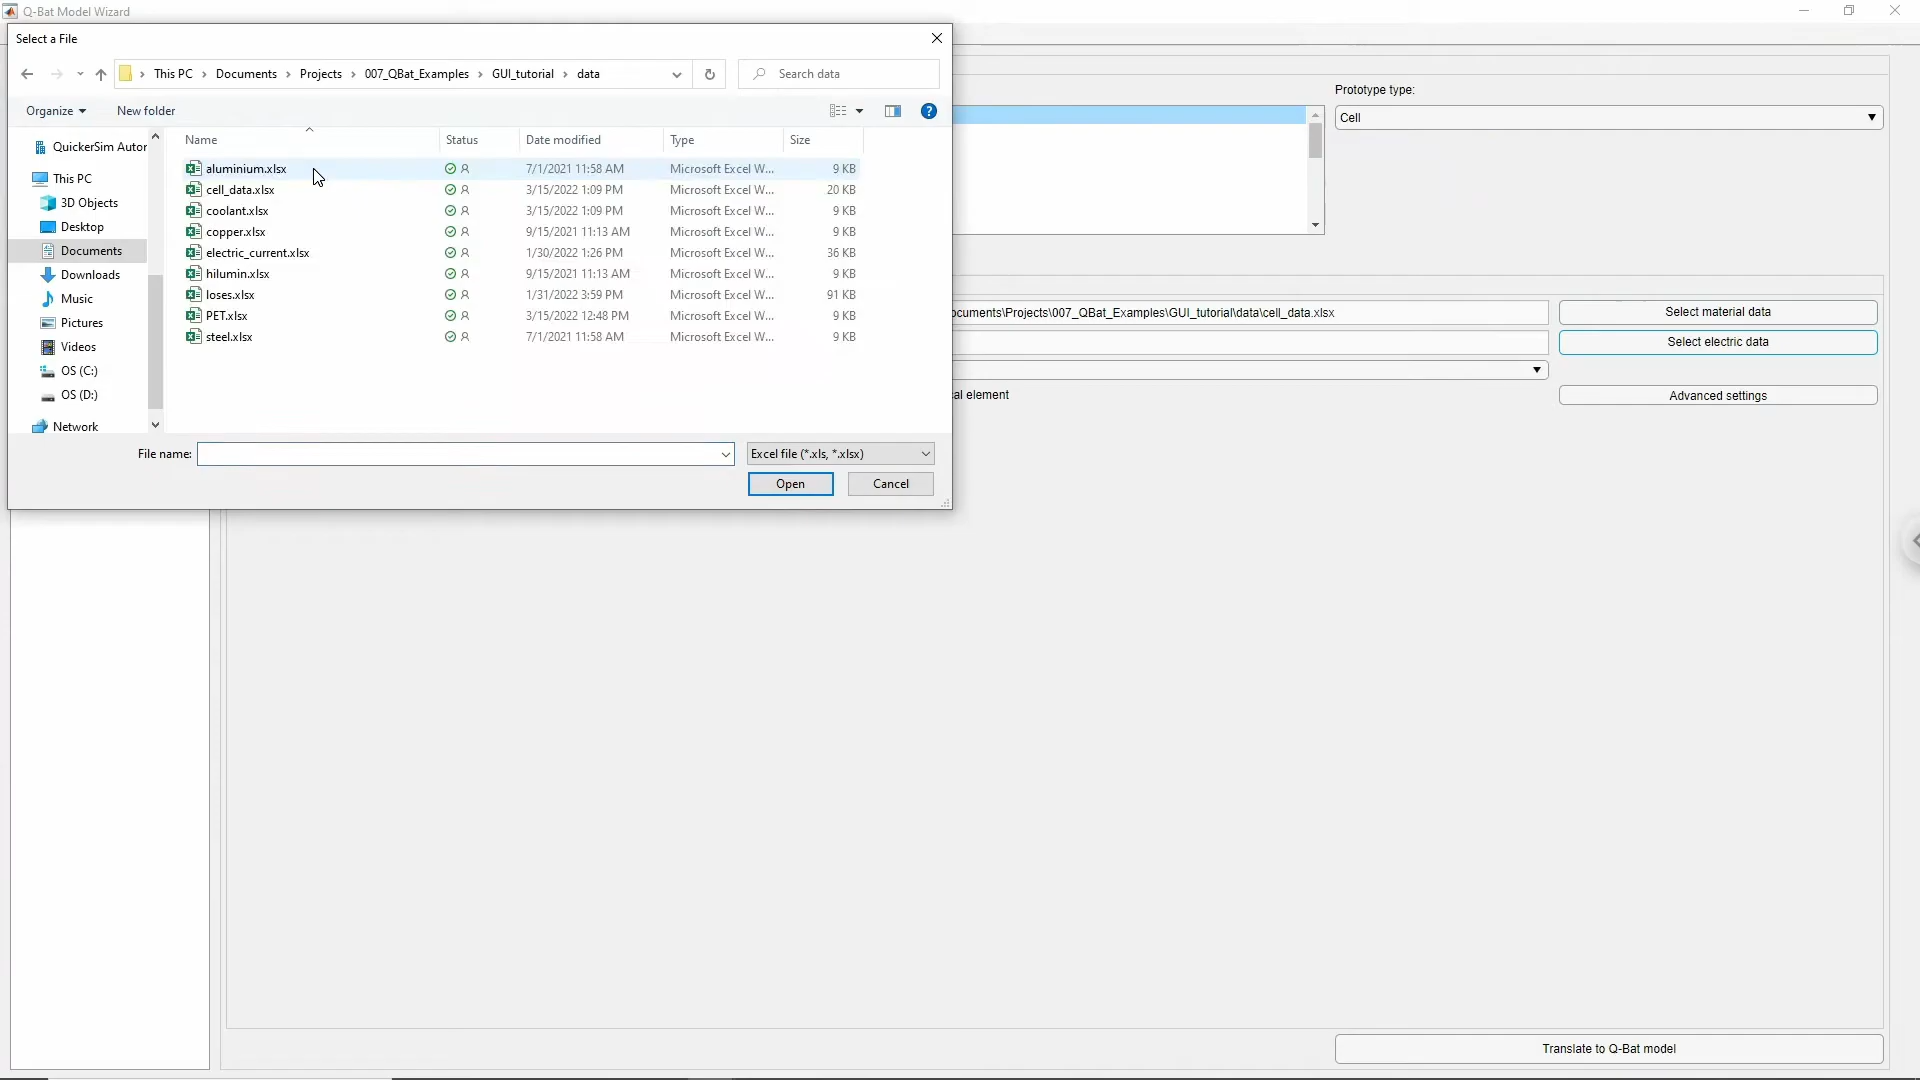 Q-Bat Model Wizard
Select a File
This PC › Documents › Projects › 007_QBat_Examples › GUI_tutorial › data
Search data
Organize
New folder
Prototype type:
Cell
Name Status Date modified Type Size
QuickerSim Autor
This PC
3D Objects
Desktop
Documents
Downloads
Music
Pictures
Videos
OS (C:)
OS (D:)
Network
aluminium.xlsx 7/1/2021 11:58 AM Microsoft Excel W... 9 KB
cell_data.xlsx 3/15/2022 1:09 PM Microsoft Excel W... 20 KB
coolant.xlsx 3/15/2022 1:09 PM Microsoft Excel W... 9 KB
copper.xlsx 9/15/2021 11:13 AM Microsoft Excel W... 9 KB
electric_current.xlsx 1/30/2022 1:26 PM Microsoft Excel W... 36 KB
hilumin.xlsx 9/15/2021 11:13 AM Microsoft Excel W... 9 KB
loses.xlsx 1/31/2022 3:59 PM Microsoft Excel W... 91 KB
PET.xlsx 3/15/2022 12:48 PM Microsoft Excel W... 9 KB
steel.xlsx 7/1/2021 11:58 AM Microsoft Excel W... 9 KB
File name:
Excel file (*.xls, *.xlsx)
Open
Cancel
ocuments\Projects\007_QBat_Examples\GUI_tutorial\data\cell_data.xlsx
Select material data
Select electric data
al element
Advanced settings
Translate to Q-Bat model